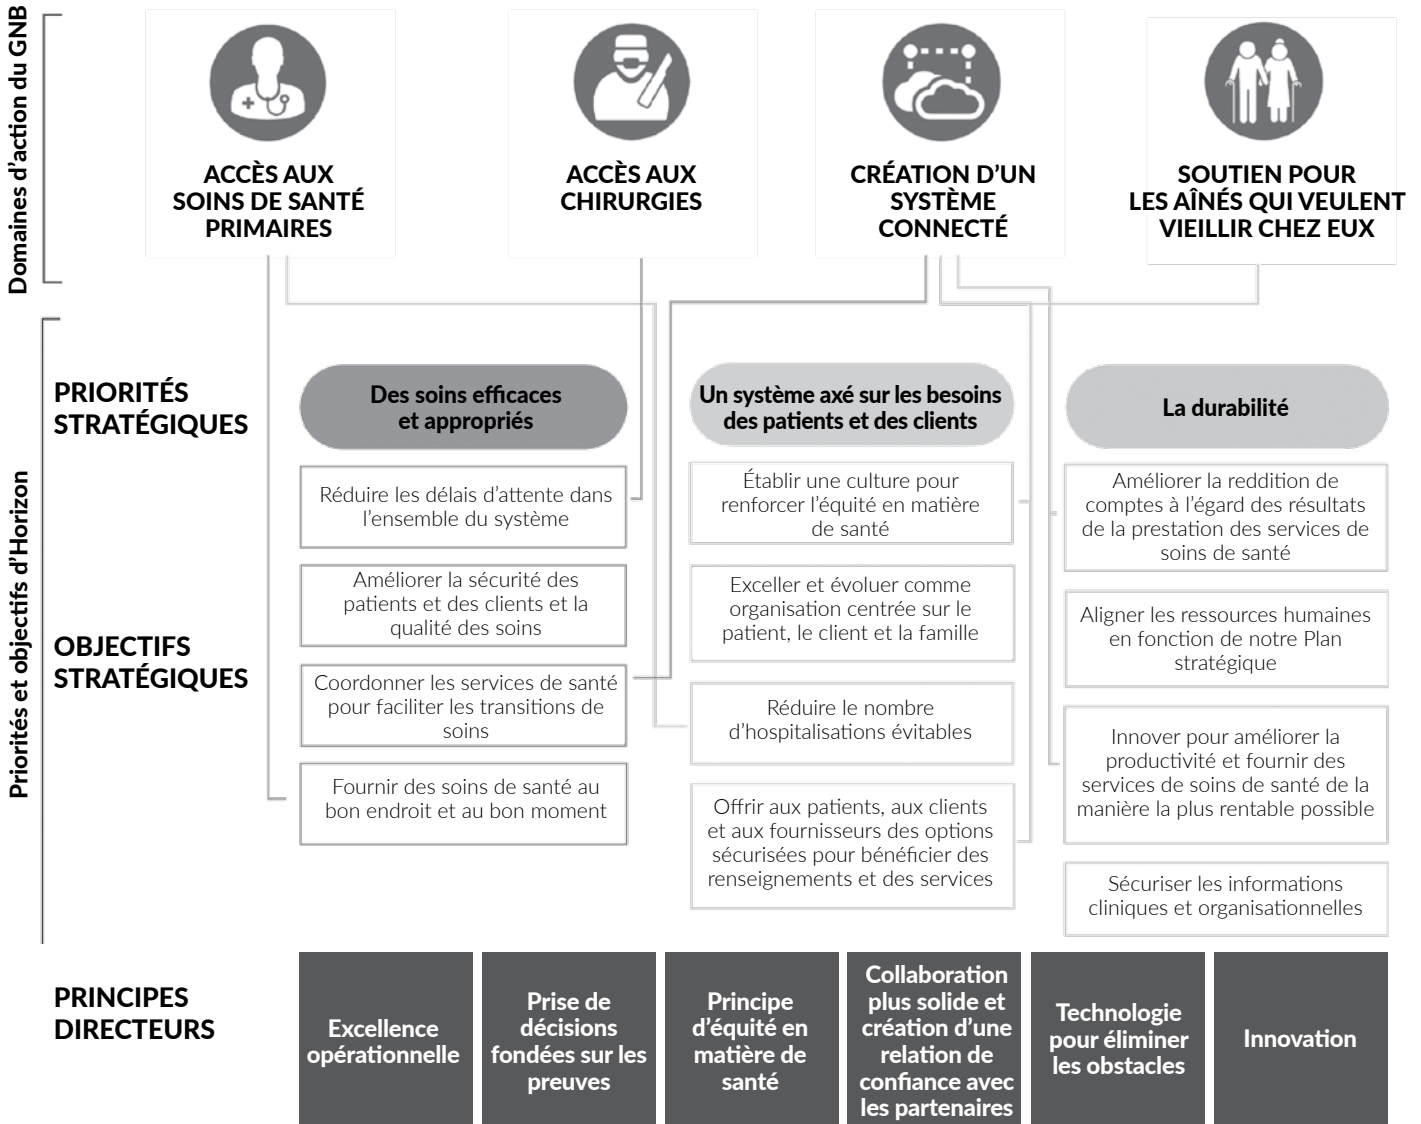 Domaines d’action du GNB
ACCÈS AUX
SOINS DE SANTÉ
PRIMAIRES
ACCÈS AUX
CHIRURGIES
CRÉATION D’UN
SYSTÈME
CONNECTÉ
SOUTIEN POUR
LES AÎNÉS QUI VEULENT
VIEILLIR CHEZ EUX
Priorités et objectifs d’Horizon
PRIORITÉS
STRATÉGIQUES
Des soins efficaces
et appropriés
Un système axé sur les besoins
des patients et des clients
La durabilité
OBJECTIFS
STRATÉGIQUES
Réduire les délais d’attente dans
l’ensemble du système
Améliorer la sécurité des
patients et des clients et la
qualité des soins
Coordonner les services de santé
pour faciliter les transitions de
soins
Fournir des soins de santé au
bon endroit et au bon moment
Établir une culture pour
renforcer l’équité en matière
de santé
Exceller et évoluer comme
organisation centrée sur le
patient, le client et la famille
Réduire le nombre
d’hospitalisations évitables
Offrir aux patients, aux clients
et aux fournisseurs des options
sécurisées pour bénéficier des
renseignements et des services
Améliorer la reddition de
comptes à l’égard des résultats
de la prestation des services de
soins de santé
Aligner les ressources humaines
en fonction de notre Plan
stratégique
Innover pour améliorer la
productivité et fournir des
services de soins de santé de la
manière la plus rentable possible
Sécuriser les informations
cliniques et organisationnelles
PRINCIPES
DIRECTEURS
Excellence
opérationnelle
Prise de
décisions
fondées sur les
preuves
Principe
d’équité en
matière de
santé
Collaboration
plus solide et
création d’une
relation de
confiance avec
les partenaires
Technologie
pour éliminer
les obstacles
Innovation